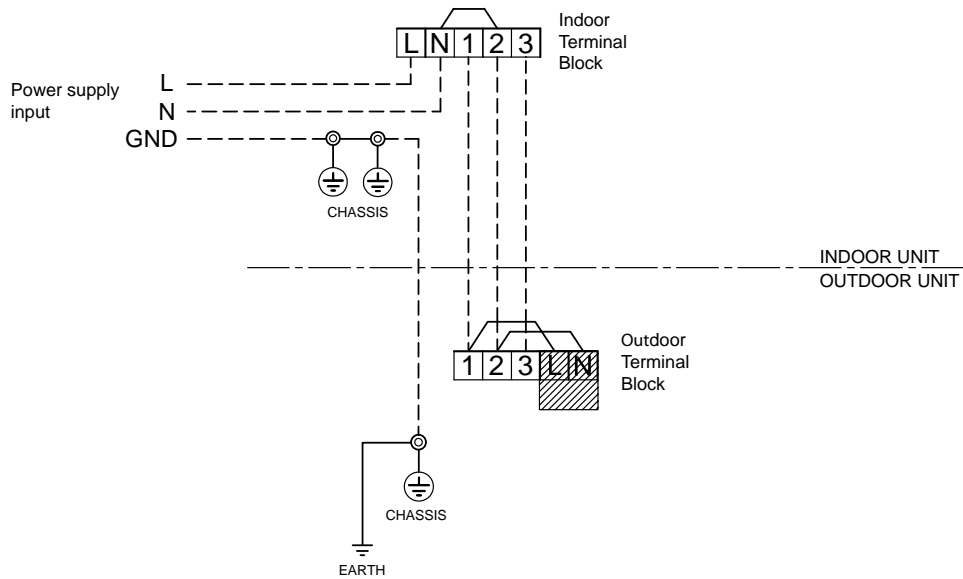 Indoor
Terminal
Block
L N 1 2 3
Power supply
input
L
N
GND
CHASSIS
INDOOR UNIT
OUTDOOR UNIT
Outdoor
Terminal
Block
1 2 3 L N
CHASSIS
EARTH